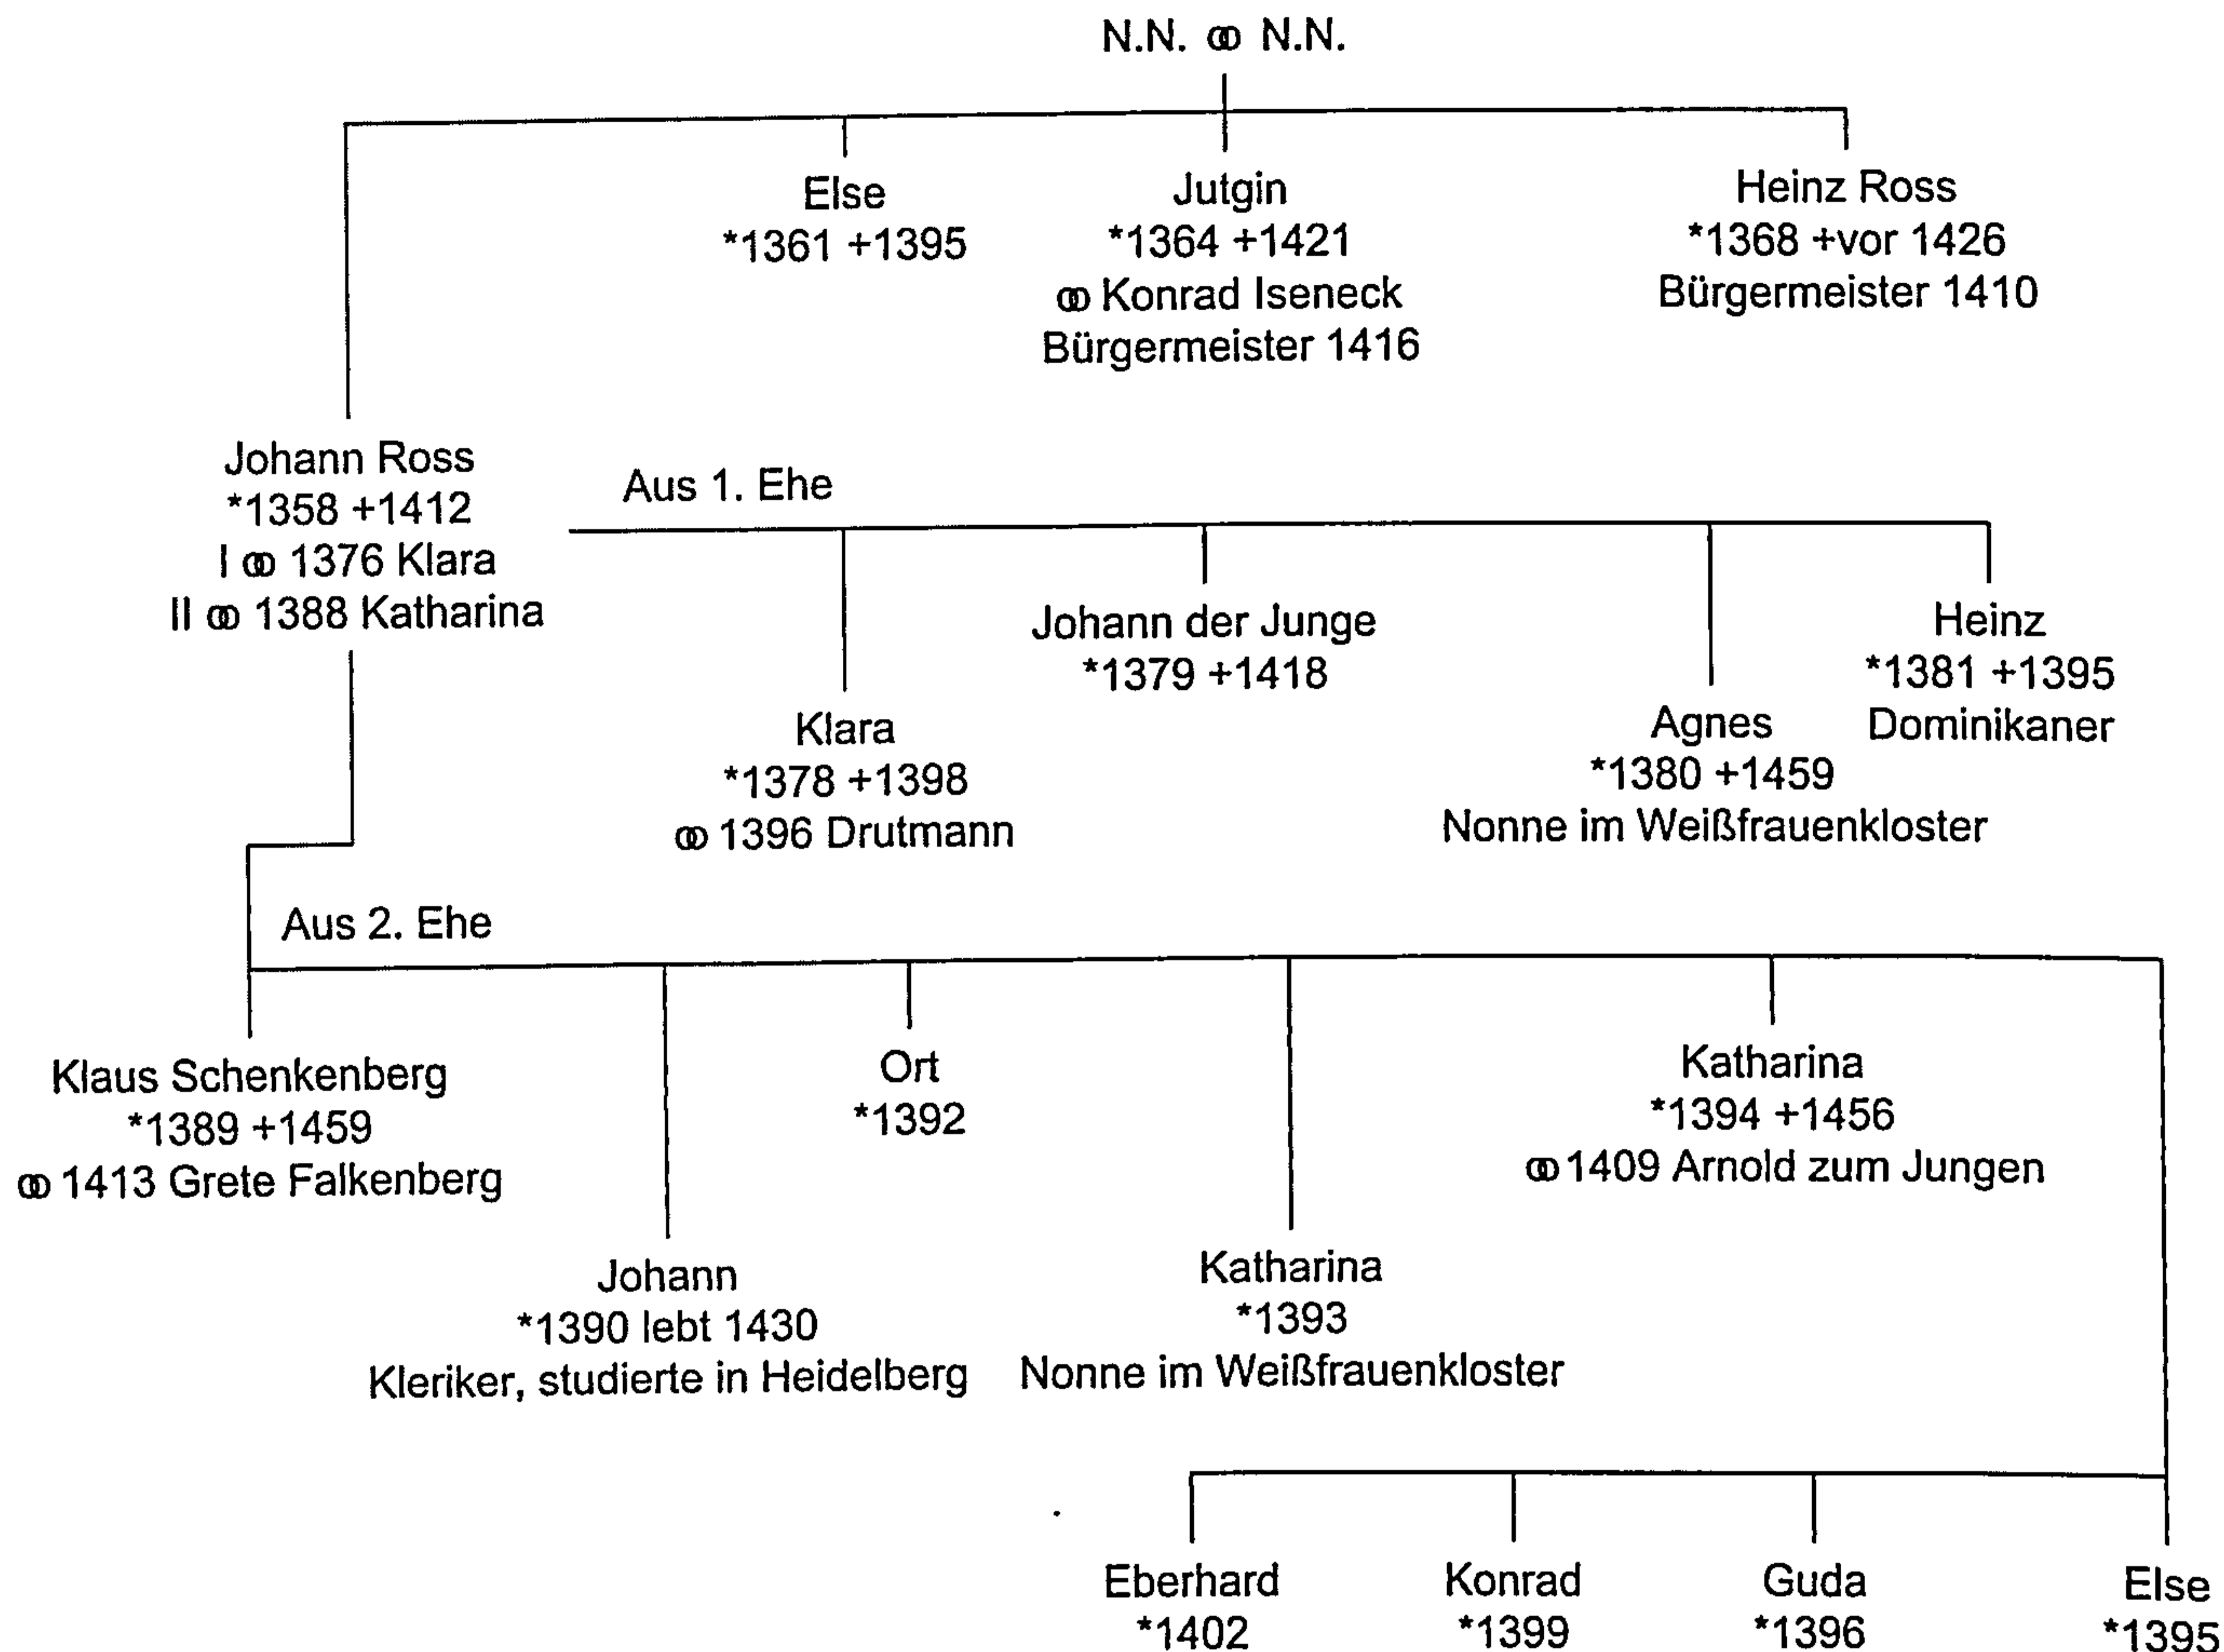 N.N. ⚭ N.N.
Else
*1361 +1395
Jutgin
*1364 +1421
⚭ Konrad Iseneck
Bürgermeister 1416
Heinz Ross
*1368 +vor 1426
Bürgermeister 1410
Johann Ross
*1358 +1412
I ⚭ 1376 Klara
II ⚭ 1388 Katharina
Aus 1. Ehe
Klara
*1378 +1398
⚭ 1396 Drutmann
Johann der Junge
*1379 +1418
Agnes
*1380 +1459
Nonne im Weißfrauenkloster
Heinz
*1381 +1395
Dominikaner
Aus 2. Ehe
Klaus Schenkenberg
*1389 +1459
⚭ 1413 Grete Falkenberg
Johann
*1390 lebt 1430
Kleriker, studierte in Heidelberg
Ort
*1392
Katharina
*1393
Nonne im Weißfrauenkloster
Katharina
*1394 +1456
⚭ 1409 Arnold zum Jungen
Eberhard
*1402
Konrad
*1399
Guda
*1396
Else
*1395